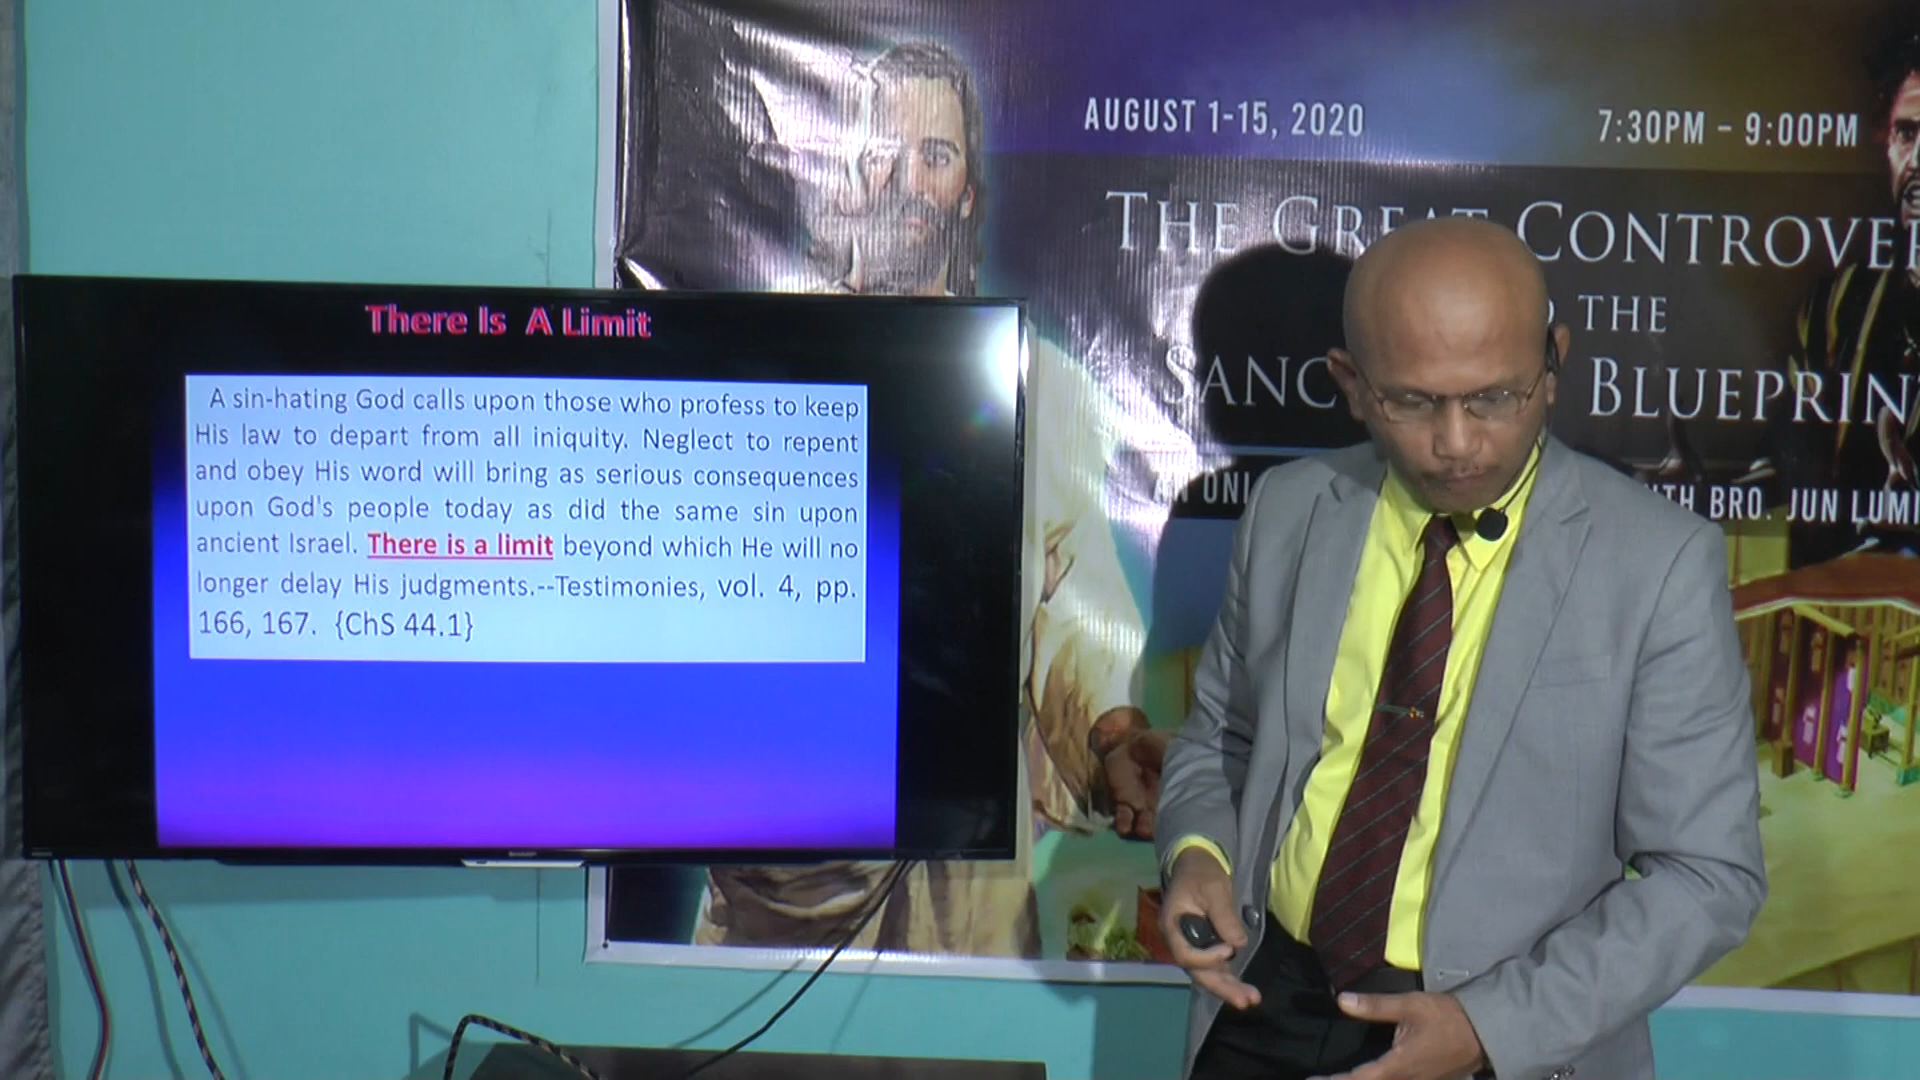 There Is A Limit
A sin-hating God calls upon those who profess to keep
His law to depart from all iniquity. Neglect to repent
and obey His word will bring as serious consequences
upon God's people today as did the same sin upon
ancient Israel. There is a limit beyond which He will no
longer delay His judgments.--Testimonies, vol. 4, pp.
166, 167. {ChS 44.1}
AUGUST 1-15, 2020
7:30PM – 9:00PM
THE GREAT CONTROVER
THE
SANC BLUEPRIN
BRO. JUN LUMI